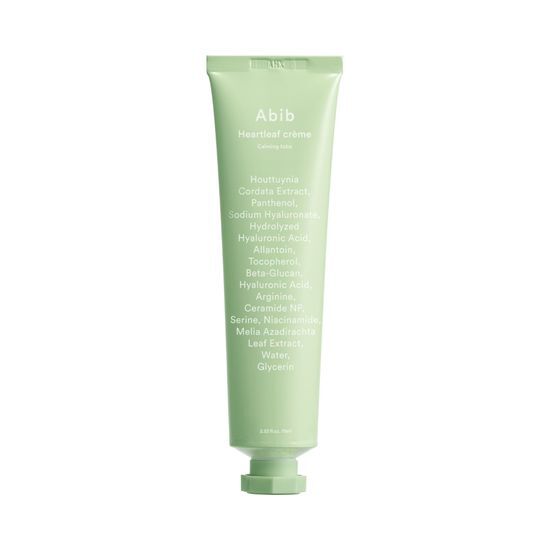 Abib
Heartleaf crème
Calming tube
Houttuynia
Cordata Extract,
Panthenol,
Sodium Hyaluronate,
Hydrolyzed
Hyaluronic Acid,
Allantoin,
Tocopherol,
Beta-Glucan,
Hyaluronic Acid,
Arginine,
Ceramide NP,
Serine, Niacinamide,
Melia Azadirachta
Leaf Extract,
Water,
Glycerin